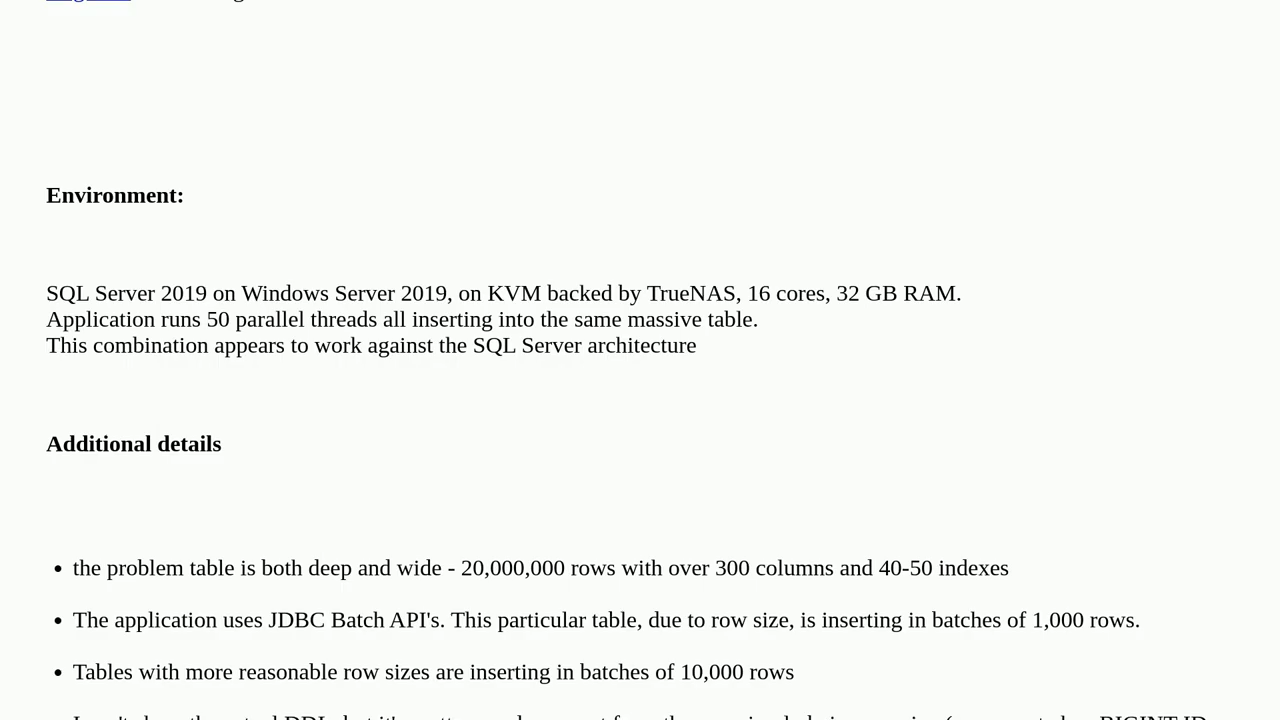 Environment:
SQL Server 2019 on Windows Server 2019, on KVM backed by TrueNAS, 16 cores, 32 GB RAM.
Application runs 50 parallel threads all inserting into the same massive table.
This combination appears to work against the SQL Server architecture
Additional details
• the problem table is both deep and wide - 20,000,000 rows with over 300 columns and 40-50 indexes
• The application uses JDBC Batch API's. This particular table, due to row size, is inserting in batches of 1,000 rows.
• Tables with more reasonable row sizes are inserting in batches of 10,000 rows